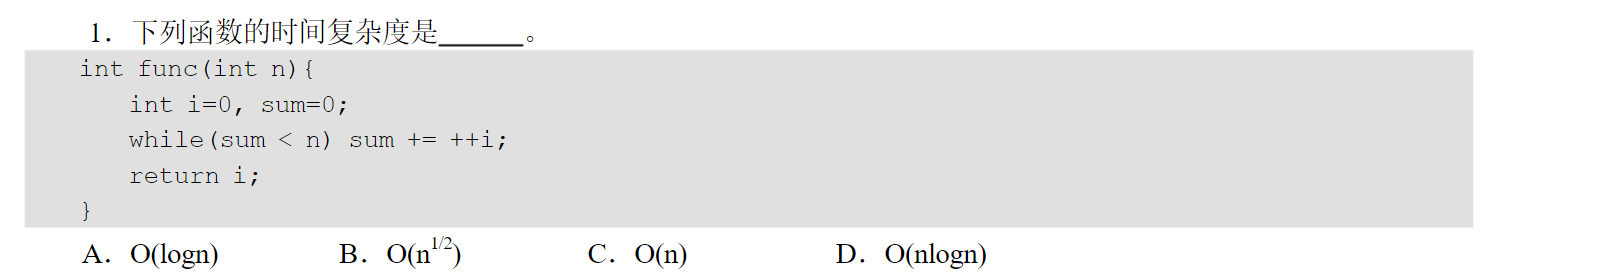 1．下列函数的时间复杂度是______。
int func(int n){
    int i=0, sum=0;
    while(sum < n) sum += ++i;
    return i;
}
A．O(logn)    B．O(n^{1/2})    C．O(n)    D．O(nlogn)